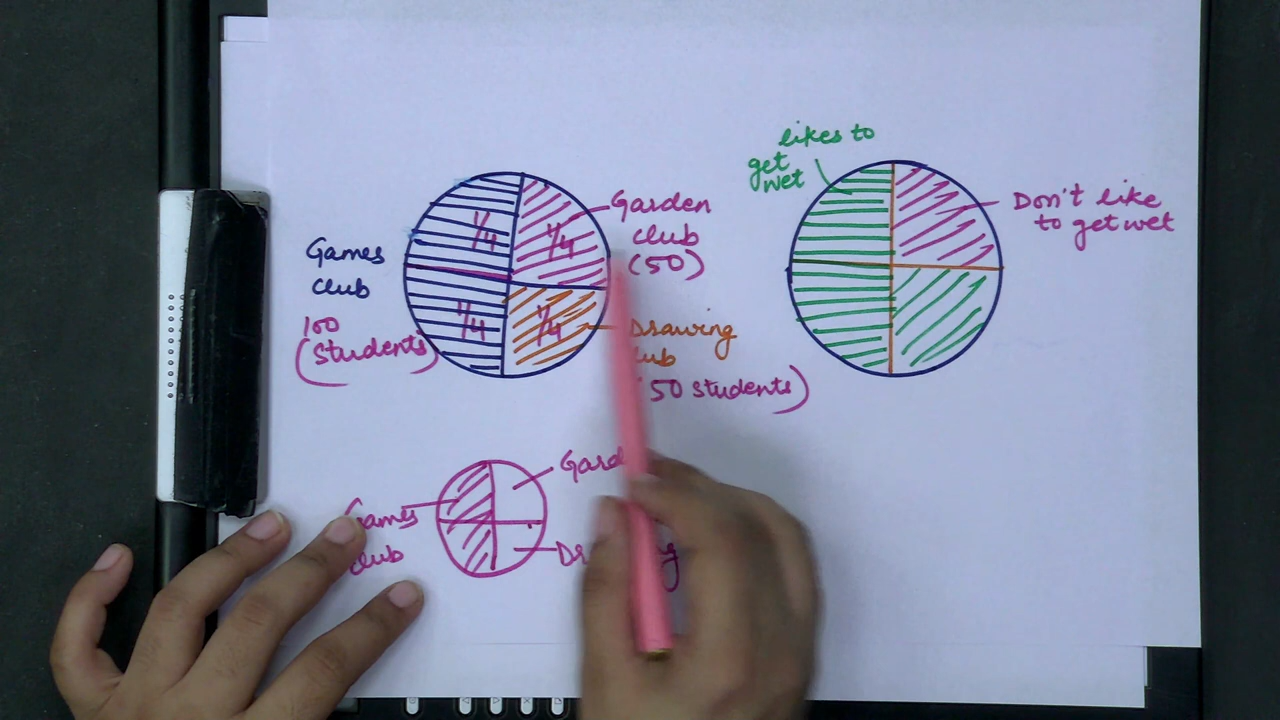 Games
club
100
(students)
1/4
1/4
1/4
1/4
Garden
club
(50)
Drawing
50 students)
likes to
get
wet
Don't like
to get wet
Games
club